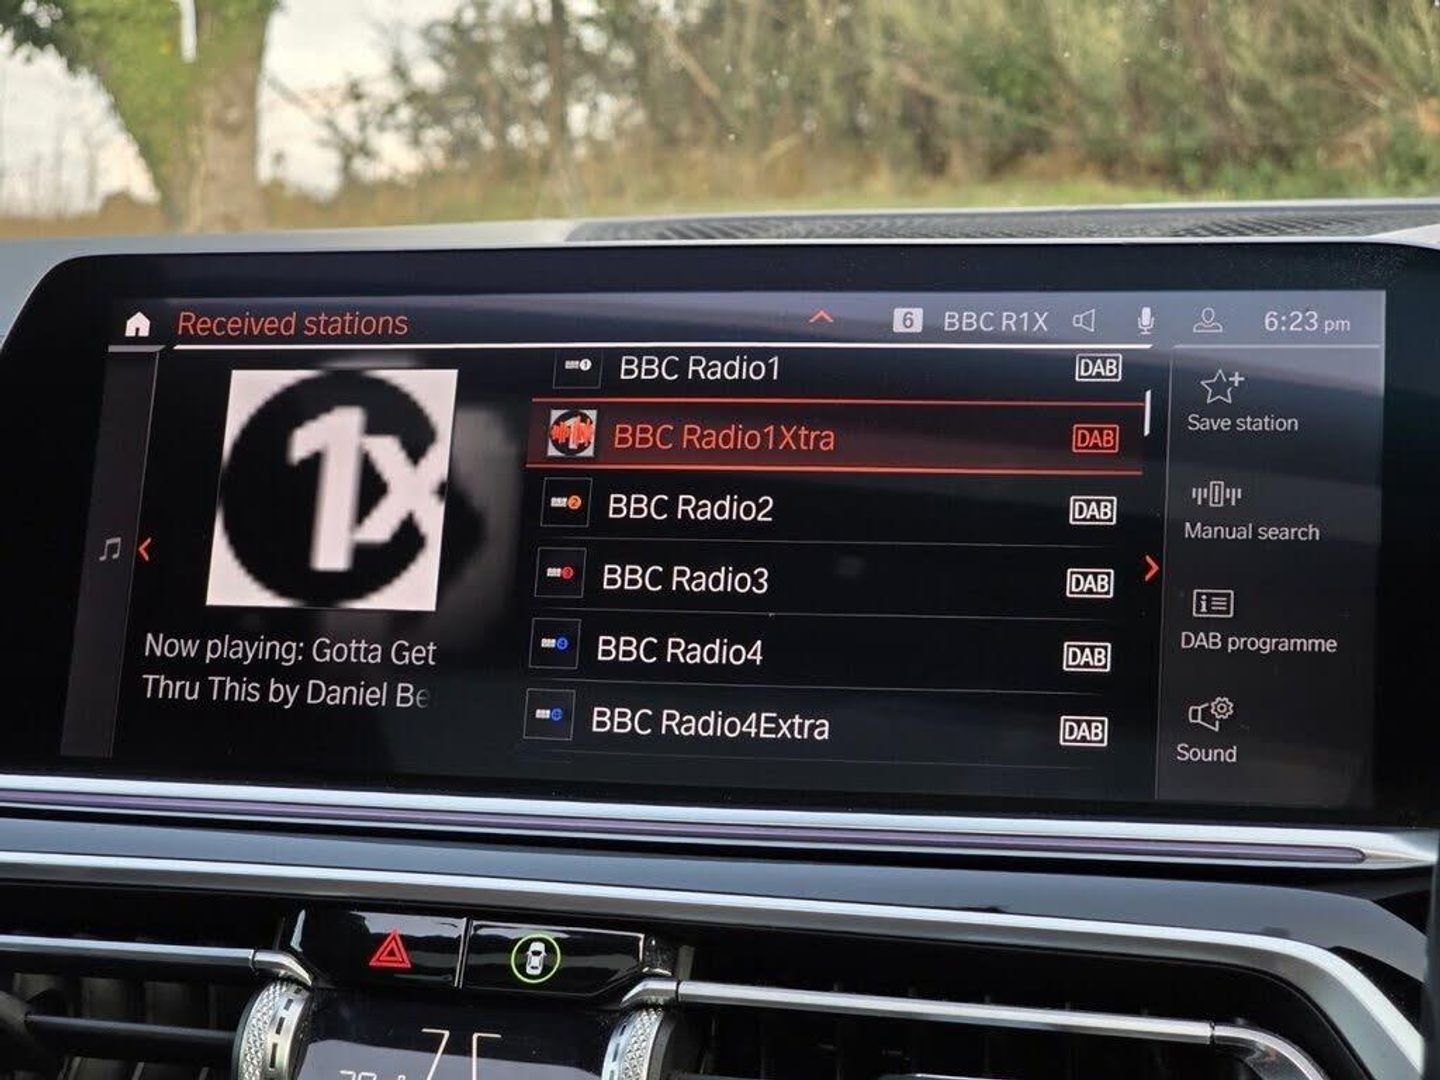 Received stations
6 BBC R1X 6:23 pm
1X
Now playing: Gotta Get
Thru This by Daniel Be
BBC Radio1 DAB
BBC Radio1Xtra DAB
BBC Radio2 DAB
BBC Radio3 DAB
BBC Radio4 DAB
BBC Radio4Extra DAB
Save station
Manual search
DAB programme
Sound